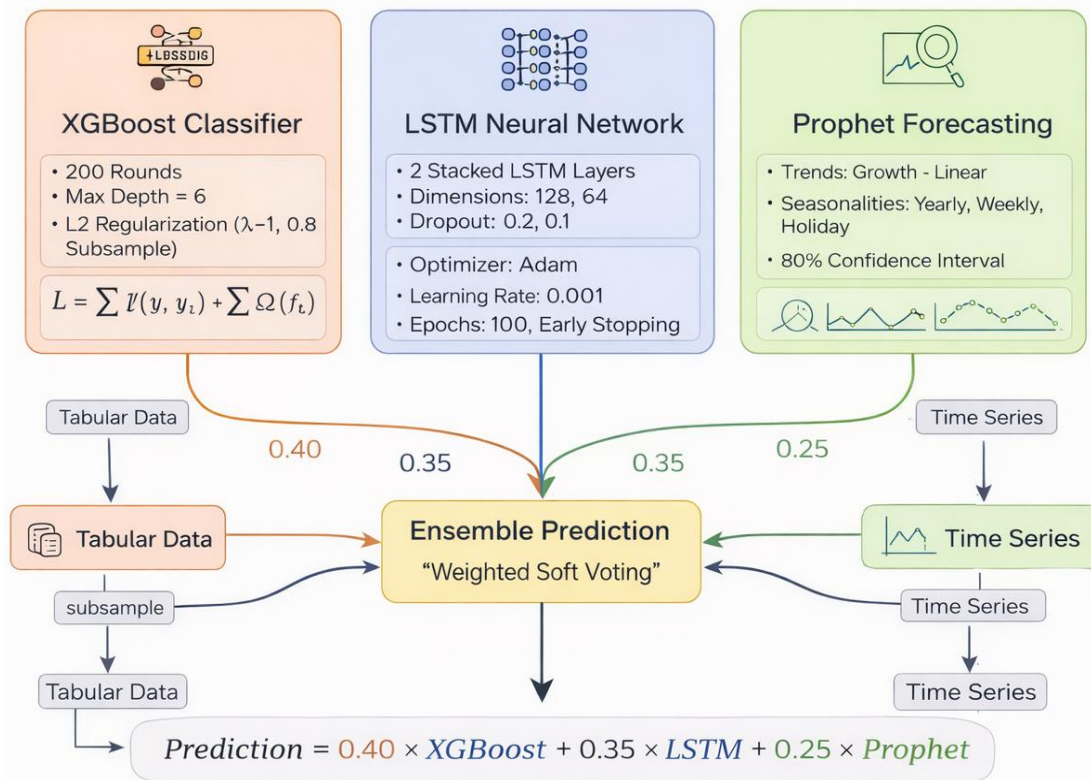 +LBSSDIG
XGBoost Classifier
• 200 Rounds
• Max Depth = 6
• L2 Regularization (λ–1, 0.8
Subsample)
L = ∑ l'(y, y₁) + ∑ Ω(fₜ)
LSTM Neural Network
• 2 Stacked LSTM Layers
• Dimensions: 128, 64
• Dropout: 0.2, 0.1
• Optimizer: Adam
• Learning Rate: 0.001
• Epochs: 100, Early Stopping
Prophet Forecasting
• Trends: Growth - Linear
• Seasonalities: Yearly, Weekly,
Holiday
• 80% Confidence Interval
Tabular Data
0.40
0.35
0.35
0.25
Time Series
Tabular Data
Ensemble Prediction
“Weighted Soft Voting”
Time Series
subsample
Time Series
Tabular Data
Time Series
Prediction = 0.40 × XGBoost + 0.35 × LSTM + 0.25 × Prophet